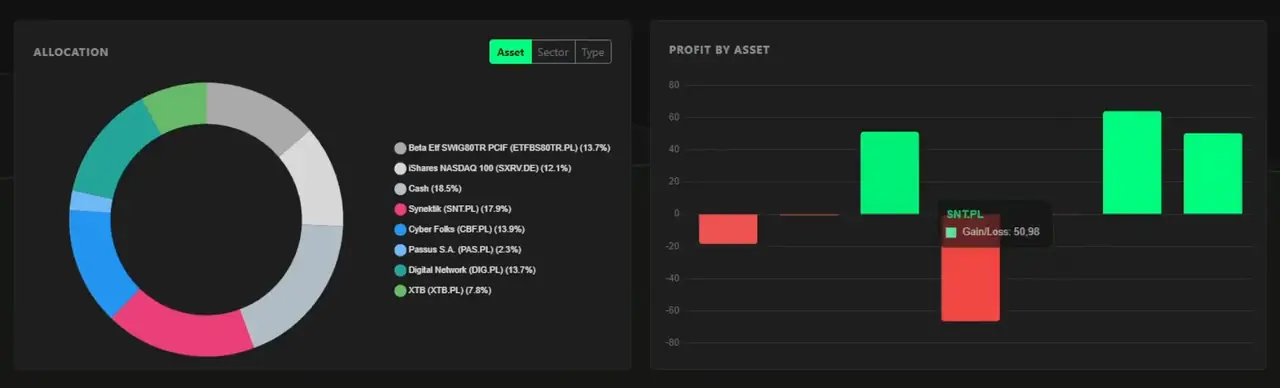 ALLOCATION
Asset Sector Type
Beta Etf SWIG80TR PCIF (ETFBS80TR.PL) (13.7%)
iShares NASDAQ 100 (SXRV.DE) (12.1%)
Cash (18.5%)
Synektik (SNT.PL) (17.9%)
Cyber Folks (CBF.PL) (13.9%)
Passus S.A. (PAS.PL) (2.3%)
Digital Network (DIG.PL) (13.7%)
XTB (XTB.PL) (7.8%)
PROFIT BY ASSET
80
60
40
20
0
-20
-40
-60
-80
SNT.PL
Gain/Loss: 50,98